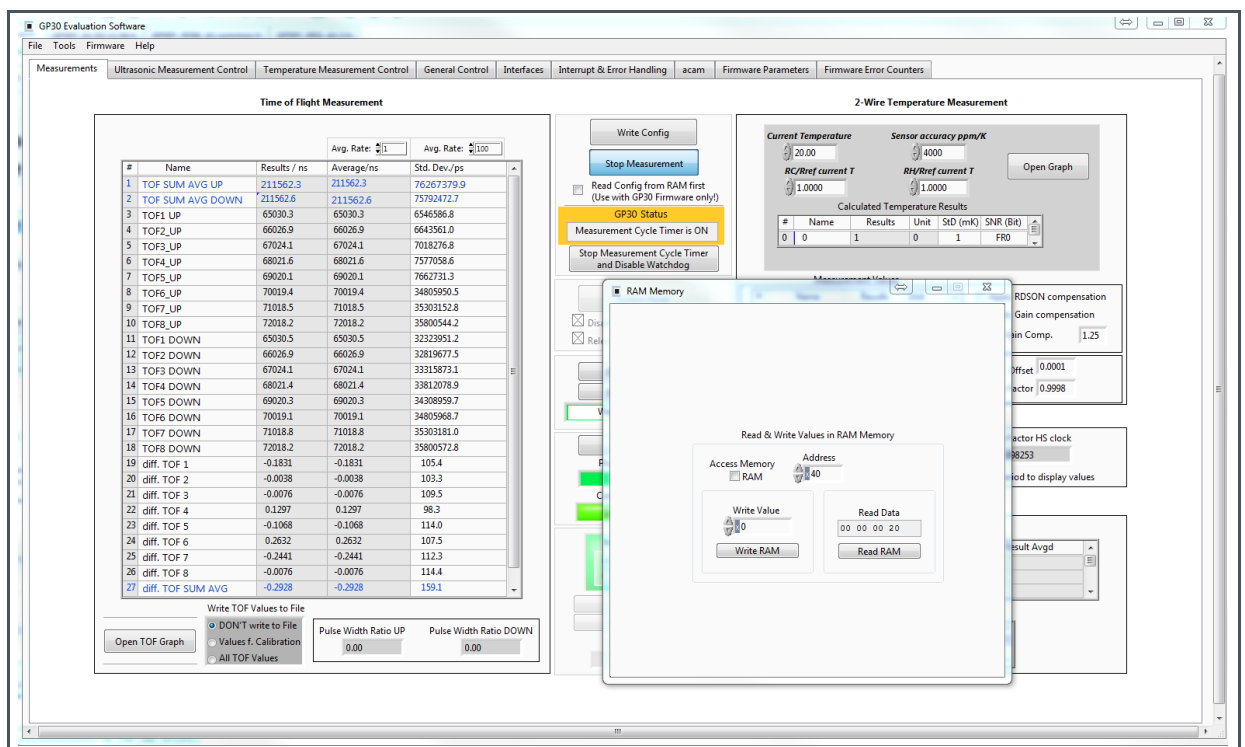 GP30 Evaluation Software
File Tools Firmware Help
Measurements Ultrasonic Measurement Control Temperature Measurement Control General Control Interfaces Interrupt & Error Handling acam Firmware Parameters Firmware Error Counters
Time of Flight Measurement
Avg. Rate: 1 Avg. Rate: 100
# Name Results / ns Average/ns Std. Dev./ps
1 TOF SUM AVG UP 211562.3 211562.3 76267379.9
2 TOF SUM AVG DOWN 211562.6 211562.6 75792472.7
3 TOF1 UP 65030.3 65030.3 6546586.8
4 TOF2_UP 66026.9 66026.9 6643561.0
5 TOF3_UP 67024.1 67024.1 7018276.8
6 TOF4_UP 68021.6 68021.6 7577058.6
7 TOF5_UP 69020.1 69020.1 7662731.3
8 TOF6_UP 70019.4 70019.4 34805950.5
9 TOF7_UP 71018.5 71018.5 35303152.8
10 TOF8_UP 72018.2 72018.2 35800544.2
11 TOF1 DOWN 65030.5 65030.5 32323951.2
12 TOF2 DOWN 66026.9 66026.9 32819677.5
13 TOF3 DOWN 67024.1 67024.1 33315873.1
14 TOF4 DOWN 68021.4 68021.4 33812078.9
15 TOF5 DOWN 69020.3 69020.3 34308959.7
16 TOF6 DOWN 70019.1 70019.1 34805968.7
17 TOF7 DOWN 71018.8 71018.8 35303181.0
18 TOF8 DOWN 72018.2 72018.2 35800572.8
19 diff. TOF 1 -0.1831 -0.1831 105.4
20 diff. TOF 2 -0.0038 -0.0038 103.3
21 diff. TOF 3 -0.0076 -0.0076 109.5
22 diff. TOF 4 0.1297 0.1297 98.3
23 diff. TOF 5 -0.1068 -0.1068 114.0
24 diff. TOF 6 0.2632 0.2632 107.5
25 diff. TOF 7 -0.2441 -0.2441 112.3
26 diff. TOF 8 -0.0076 -0.0076 114.4
27 diff. TOF SUM AVG -0.2928 -0.2928 159.1
Open TOF Graph
Write TOF Values to File
DON'T write to File
Values f. Calibration
All TOF Values
Pulse Width Ratio UP Pulse Width Ratio DOWN
0.00 0.00
Write Config
Stop Measurement
Read Config from RAM first
(Use with GP30 Firmware only!)
GP30 Status
Measurement Cycle Timer is ON
Stop Measurement Cycle Timer
and Disable Watchdog
2-Wire Temperature Measurement
Current Temperature Sensor accuracy ppm/K
20.00 4000
RC/Rref current T RH/Rref current T
1.0000 1.0000
Open Graph
Calculated Temperature Results
# Name Results Unit StD (mK) SNR (Bit)
0 0 1 0 1 FR0
RDSON compensation
Gain compensation
Comp. 1.25
Offset 0.0001
0.9998
HS clock
98253
to display values
Avgd
RAM Memory
Read & Write Values in RAM Memory
Access Memory Address
RAM 40
Write Value
0
Write RAM
Read Data
00 00 00 20
Read RAM